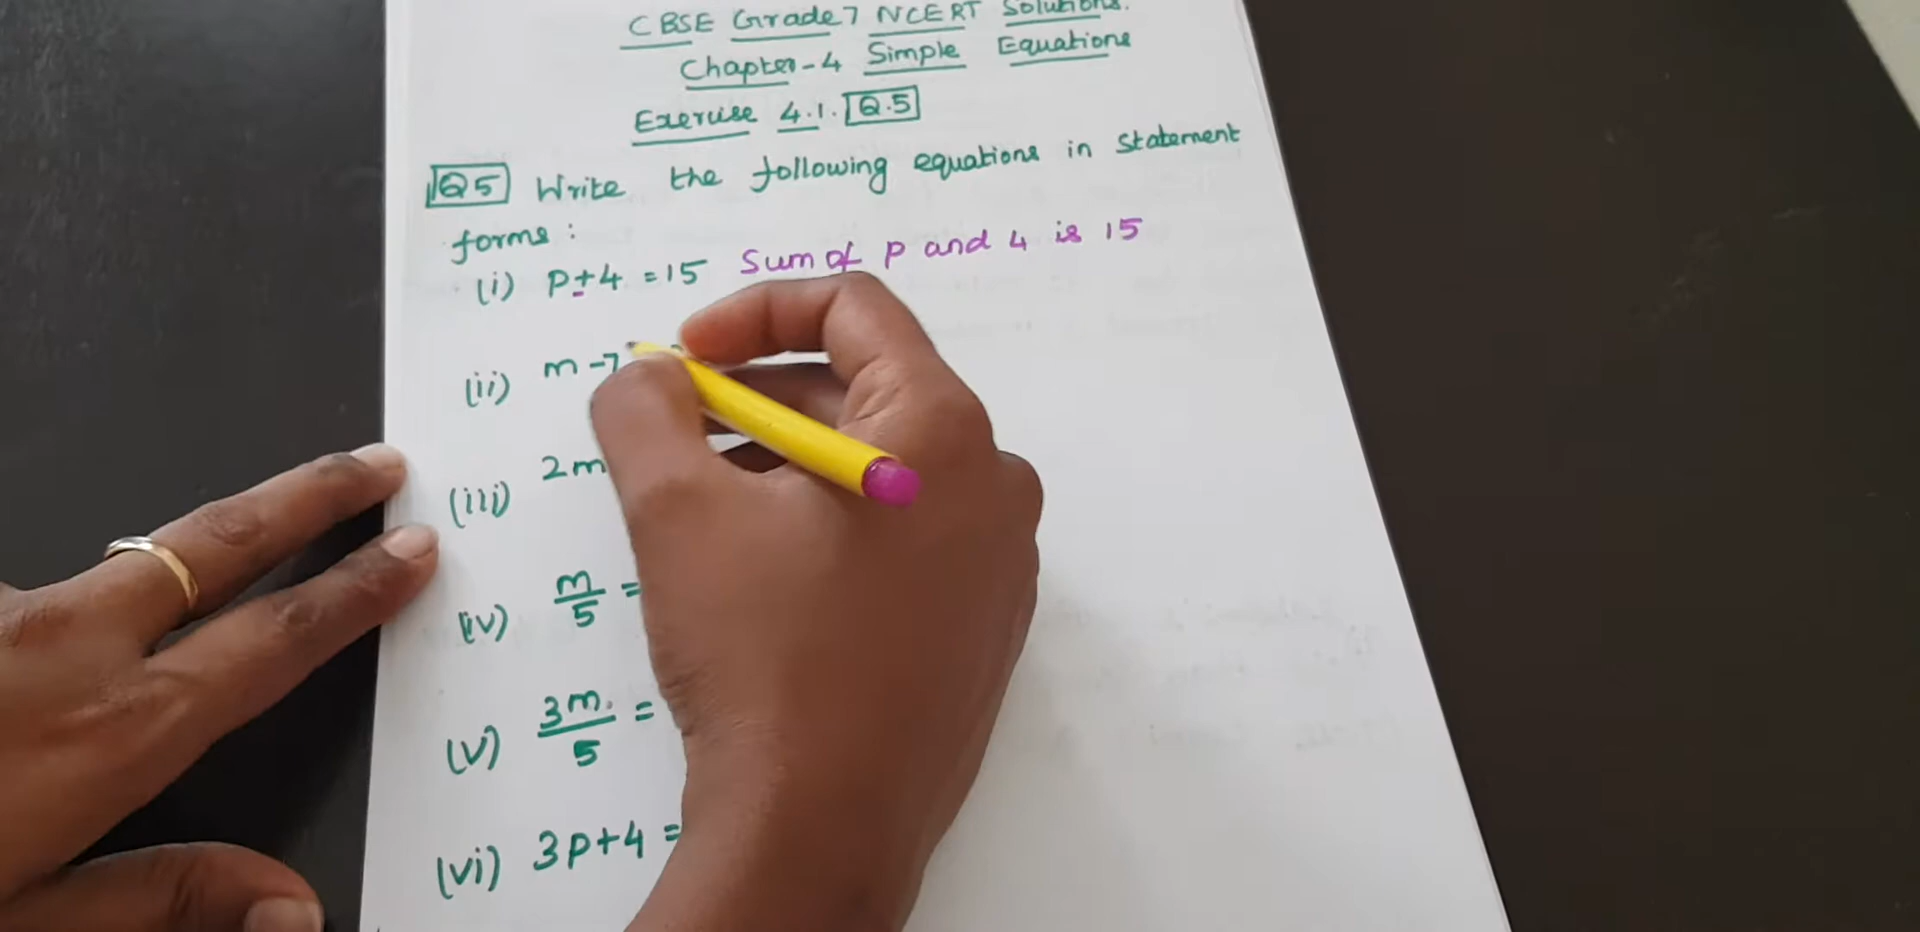 CBSE Grade 7 NCERT Solutions.
Chapter-4 Simple Equations
Exercise 4.1. Q.5
Q5 Write the following equations in statement
forms:
(i) p+4 =15 Sum of p and 4 is 15
(ii) m-7
(iii) 2m
(iv) m/5 =
(v) 3m/5 =
(vi) 3p+4 =